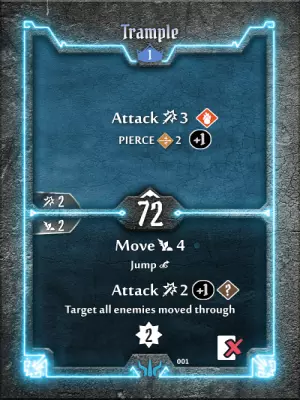 Trample
1
Attack 3
PIERCE 2 +1
2
72
2
Move 4
Jump
Attack 2 +1 ?
Target all enemies moved through
2
001